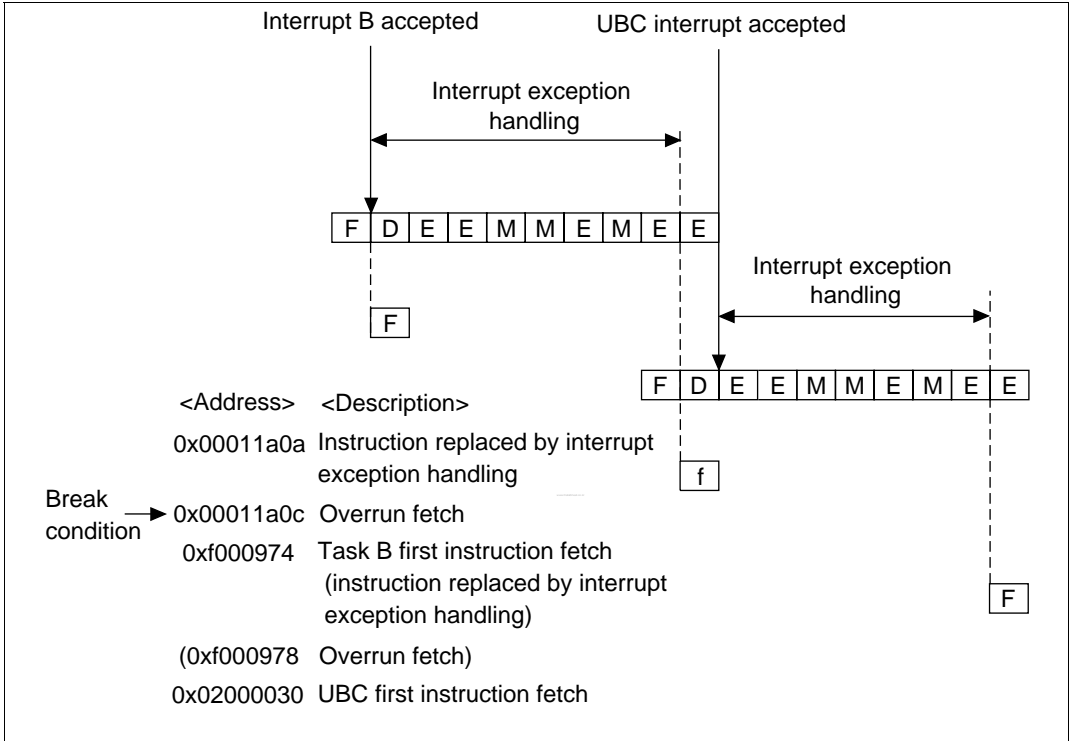 Interrupt B accepted
UBC interrupt accepted
Interrupt exception
handling
F D E E M M E M E E
Interrupt exception
handling
F
F D E E M M E M E E
<Address> <Description>
0x00011a0a Instruction replaced by interrupt
exception handling
f
Break
condition
0x00011a0c Overrun fetch
0xf000974 Task B first instruction fetch
(instruction replaced by interrupt
exception handling)
F
(0xf000978 Overrun fetch)
0x02000030 UBC first instruction fetch